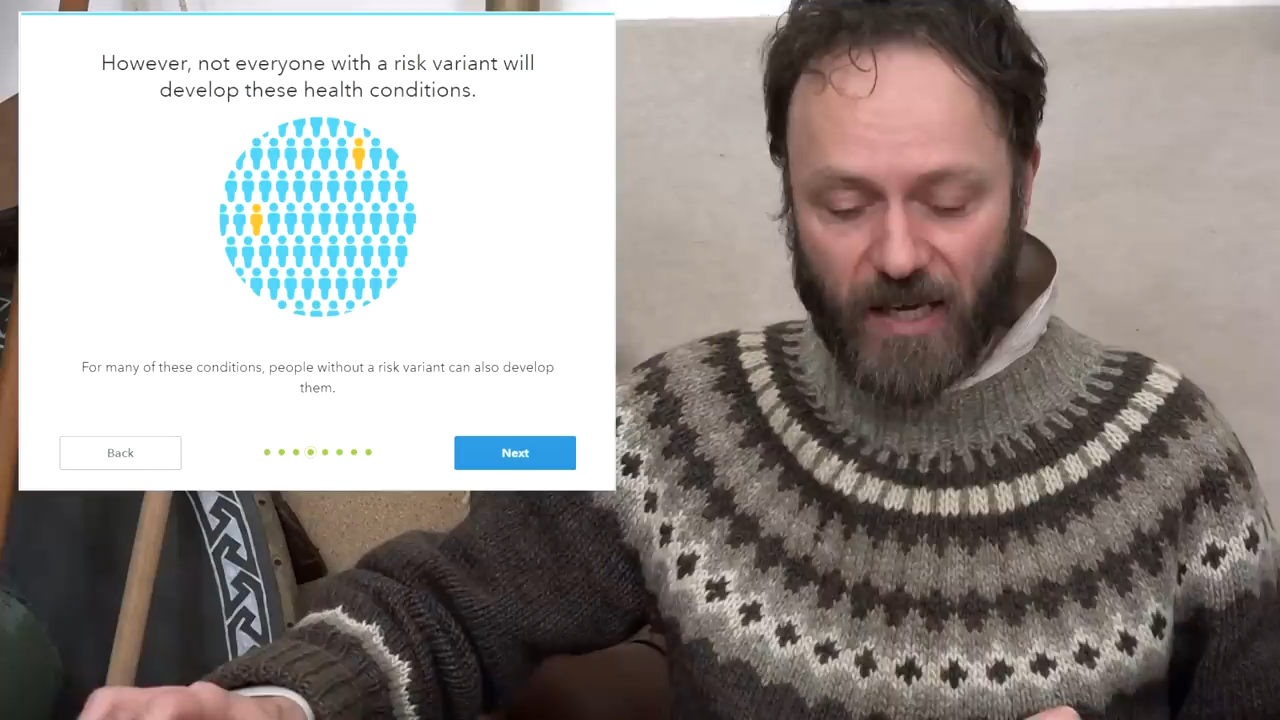 However, not everyone with a risk variant will
develop these health conditions.
For many of these conditions, people without a risk variant can also develop
them.
Back
Next